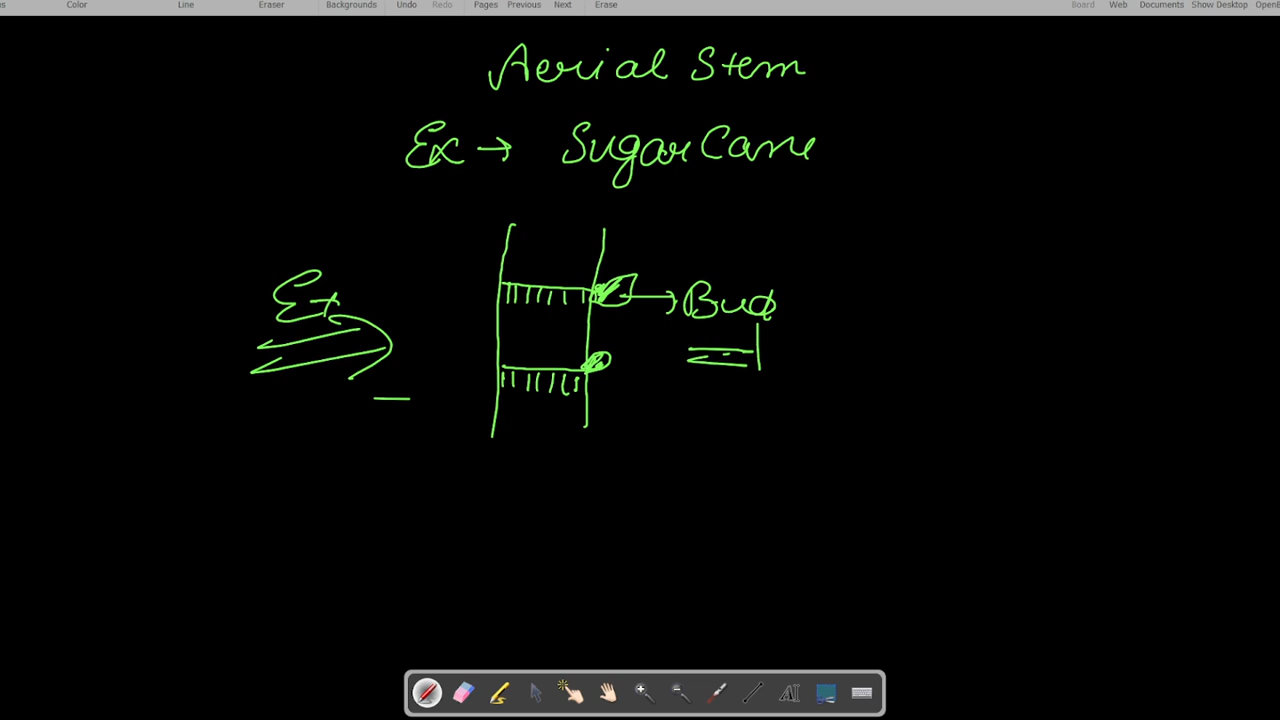 Line Eraser Backgrounds Undo Redo Pages Previous Next Erase Board Web Documents Show Desktop
Color
Aerial Stem
Ex → SugarCane
Ex
Bud